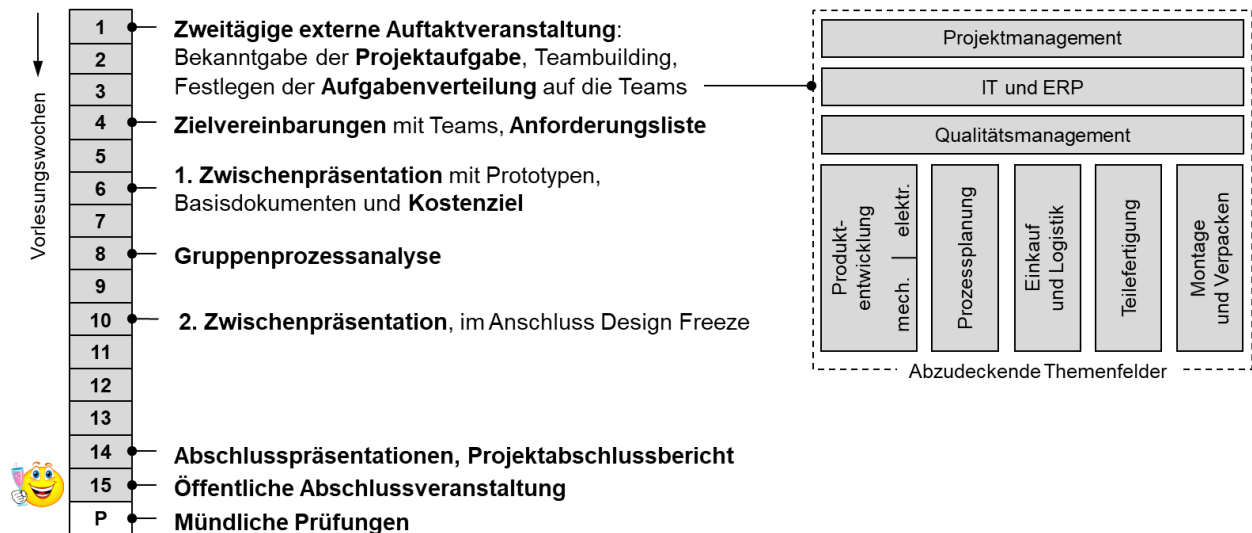 Vorlesungswochen
1
2
3
4
5
6
7
8
9
10
11
12
13
14
15
P
Zweitägige externe Auftaktveranstaltung:
Bekanntgabe der Projektaufgabe, Teambuilding,
Festlegen der Aufgabenverteilung auf die Teams
Zielvereinbarungen mit Teams, Anforderungsliste
1. Zwischenpräsentation mit Prototypen,
Basisdokumenten und Kostenziel
Gruppenprozessanalyse
2. Zwischenpräsentation, im Anschluss Design Freeze
Abschlusspräsentationen, Projektabschlussbericht
Öffentliche Abschlussveranstaltung
Mündliche Prüfungen
Projektmanagement
IT und ERP
Qualitätsmanagement
Produkt-
entwicklung
mech. | elektr.
Prozessplanung
Einkauf
und Logistik
Teilefertigung
Montage
und Verpacken
Abzudeckende Themenfelder